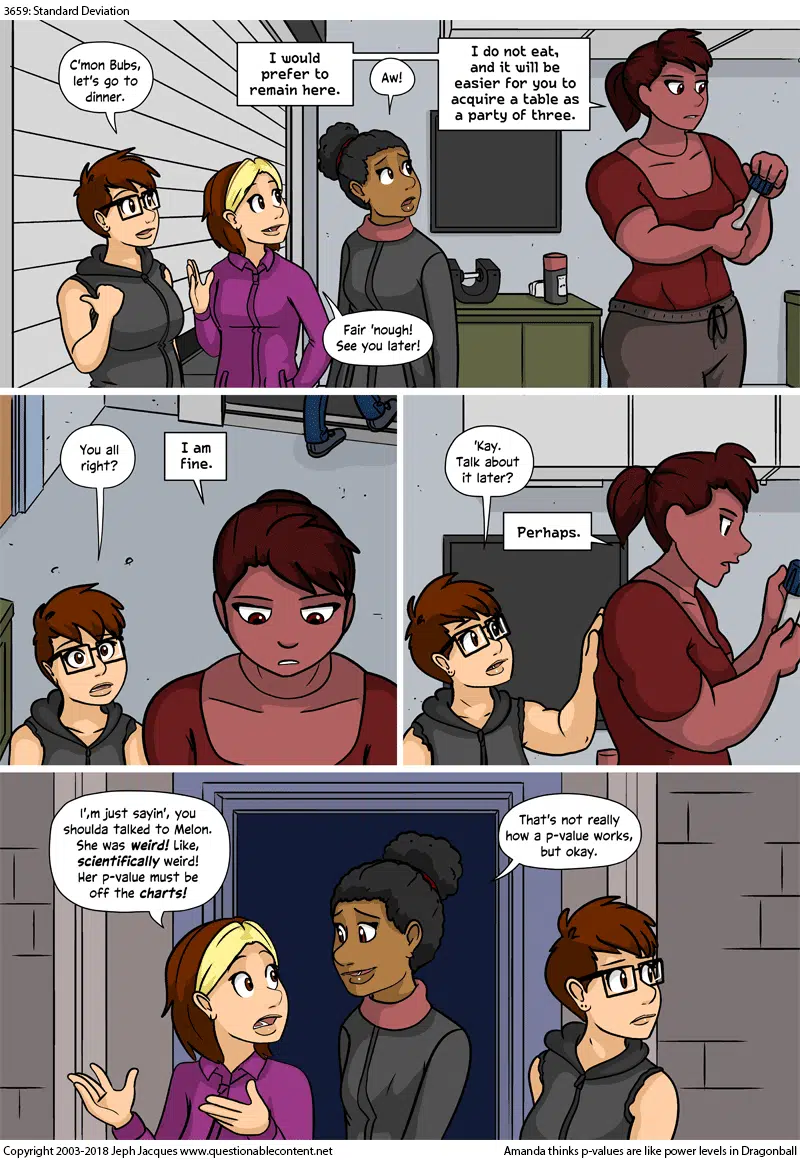 3659: Standard Deviation
C'mon Bubs,
let's go to
dinner.
I would
prefer to
remain here.
Aw!
I do not eat,
and it will be
easier for you to
acquire a table as
a party of three.
Fair 'nough!
See you later!
You all
right?
I am
fine.
'Kay.
Talk about
it later?
Perhaps.
I',m just sayin', you
shoulda talked to Melon.
She was weird! Like,
scientifically weird!
Her p-value must be
off the charts!
That's not really
how a p-value works,
but okay.
Copyright 2003-2018 Jeph Jacques www.questionablecontent.net
Amanda thinks p-values are like power levels in Dragonball